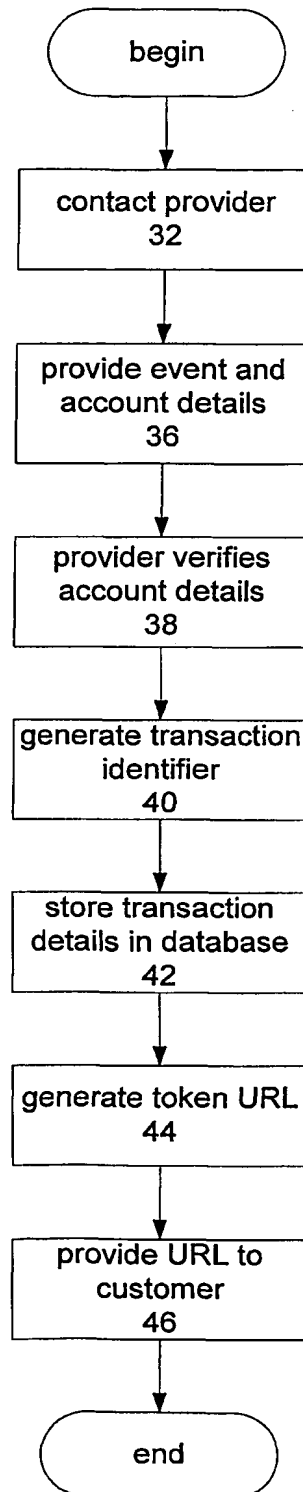 begin
contact provider
32
provide event and
account details
36
provider verifies
account details
38
generate transaction
identifier
40
store transaction
details in database
42
generate token URL
44
provide URL to
customer
46
end